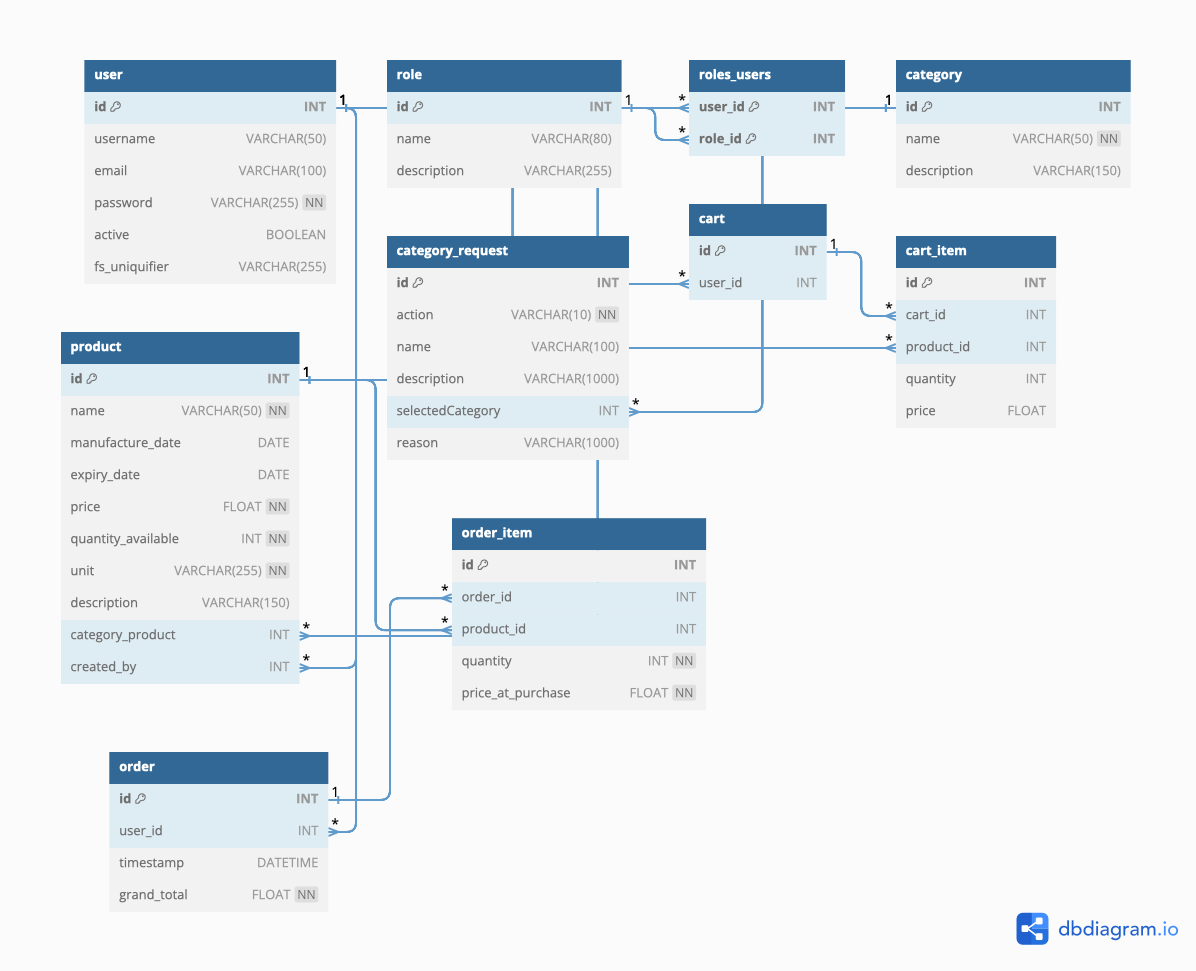 user
id INT
username VARCHAR(50)
email VARCHAR(100)
password VARCHAR(255) NN
active BOOLEAN
fs_uniquifier VARCHAR(255)
1
role
id INT
name VARCHAR(80)
description VARCHAR(255)
1
roles_users
* user_id INT
* role_id INT
category
1
id INT
name VARCHAR(50) NN
description VARCHAR(150)
category_request
id INT
action VARCHAR(10) NN
name VARCHAR(100)
description VARCHAR(1000)
selectedCategory INT *
reason VARCHAR(1000)
cart
id INT 1
* user_id INT
cart_item
id INT
* cart_id INT
* product_id INT
quantity INT
price FLOAT
product
id INT 1
name VARCHAR(50) NN
manufacture_date DATE
expiry_date DATE
price FLOAT NN
quantity_available INT NN
unit VARCHAR(255) NN
description VARCHAR(150)
category_product INT *
created_by INT *
order_item
id INT
* order_id INT
* product_id INT
quantity INT NN
price_at_purchase FLOAT NN
order
id INT 1
user_id INT *
timestamp DATETIME
grand_total FLOAT NN
dbdiagram.io